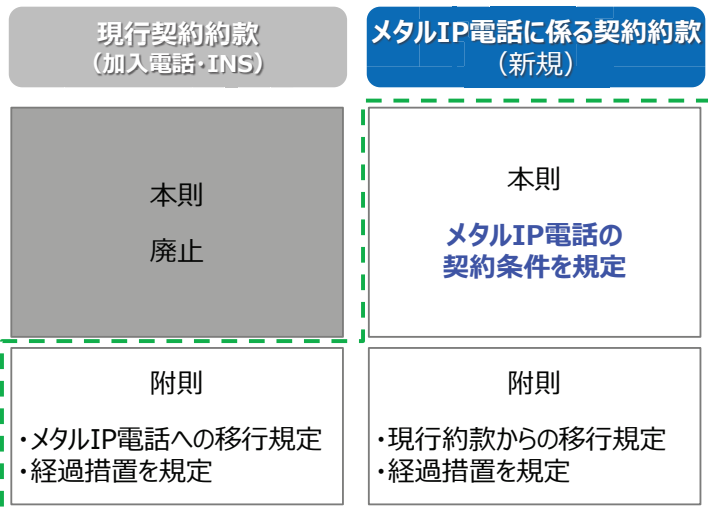 現行契約約款
（加入電話・INS）
メタルIP電話に係る契約約款
（新規）
本則
廃止
本則
メタルIP電話の
契約条件を規定
附則
・メタルIP電話への移行規定
・経過措置を規定
附則
・現行約款からの移行規定
・経過措置を規定